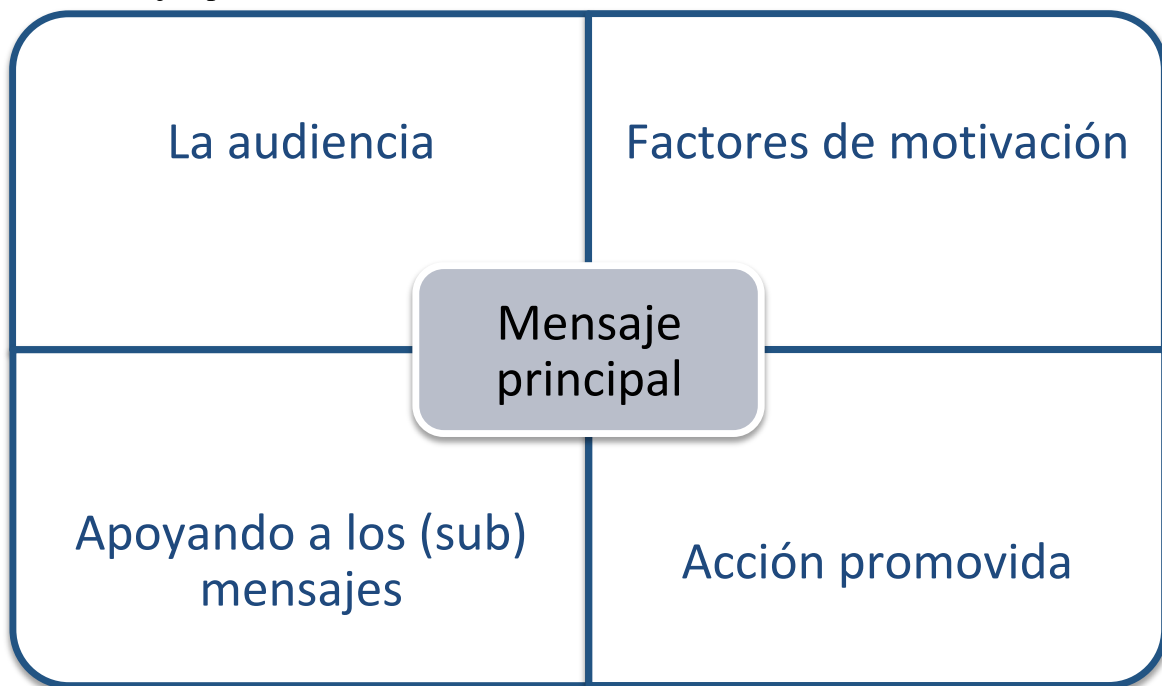 La audiencia
Factores de motivación
Mensaje
principal
Apoyando a los (sub)
mensajes
Acción promovida